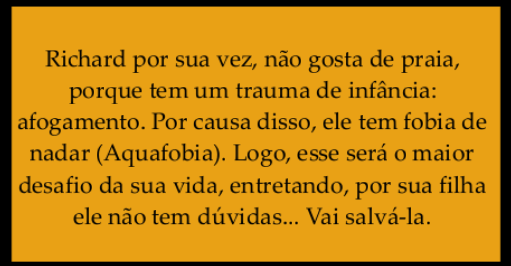 Richard por sua vez, não gosta de praia,
porque tem um trauma de infância:
afogamento. Por causa disso, ele tem fobia de
nadar (Aquafobia). Logo, esse será o maior
desafio da sua vida, entretando, por sua filha
ele não tem dúvidas... Vai salvá-la.